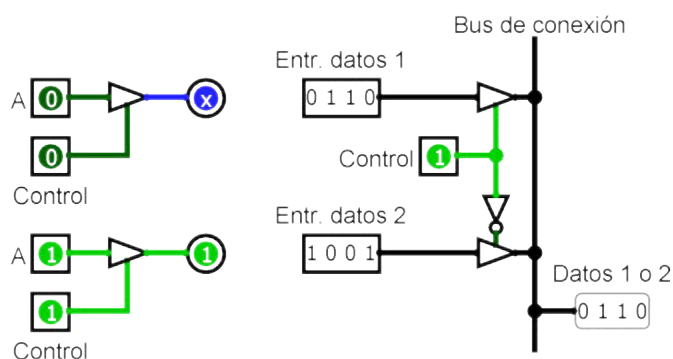 Bus de conexión
Entr. datos 1
A 0 x
0 1 1 0
0
Control 1
Control
Entr. datos 2
A 1 1
1 0 0 1
Datos 1 o 2
1
0 1 1 0
Control